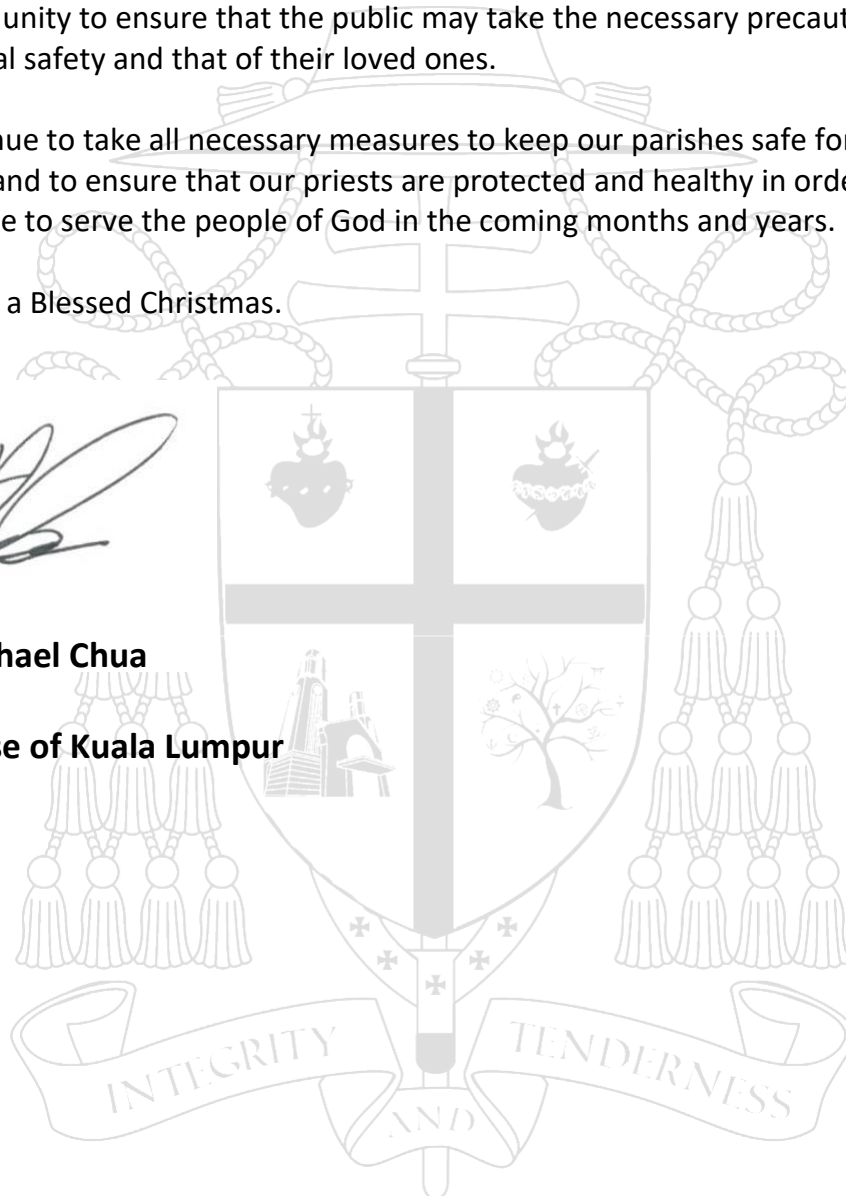 unity to ensure that the public may take the necessary precaut
al safety and that of their loved ones.
nue to take all necessary measures to keep our parishes safe for
and to ensure that our priests are protected and healthy in orde
e to serve the people of God in the coming months and years.
a Blessed Christmas.
hael Chua
se of Kuala Lumpur
INTEGRITY
AND
TENDERNESS